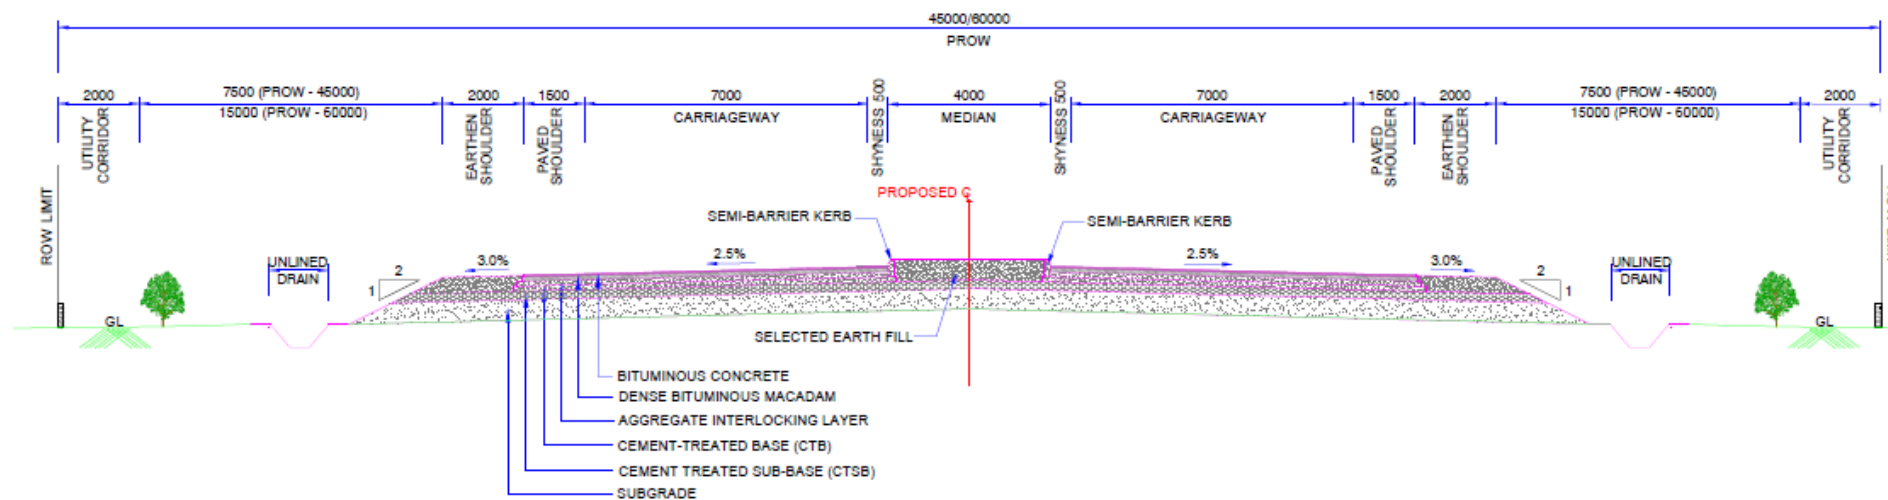 45000/60000
PROW
2000
7500 (PROW - 45000)
15000 (PROW - 60000)
2000
1500
7000
CARRIAGEWAY
SHYNESS 500
4000
MEDIAN
SHYNESS 500
7000
CARRIAGEWAY
1500
2000
7500 (PROW - 45000)
15000 (PROW - 60000)
2000
UTILITY
CORRIDOR
EARTHEN
SHOULDER
PAVED
SHOULDER
PAVED
SHOULDER
EARTHEN
SHOULDER
UTILITY
CORRIDOR
ROW LIMIT
PROPOSED ℄
SEMI-BARRIER KERB
SEMI-BARRIER KERB
UNLINED
DRAIN
2
1
3.0%
2.5%
2.5%
3.0%
2
1
UNLINED
DRAIN
GL
GL
SELECTED EARTH FILL
BITUMINOUS CONCRETE
DENSE BITUMINOUS MACADAM
AGGREGATE INTERLOCKING LAYER
CEMENT-TREATED BASE (CTB)
CEMENT TREATED SUB-BASE (CTSB)
SUBGRADE